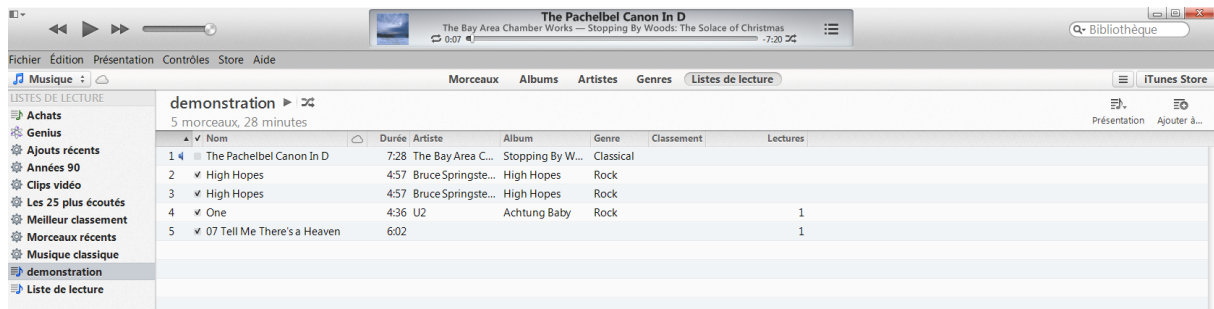 The Pachelbel Canon In D
The Bay Area Chamber Works — Stopping By Woods: The Solace of Christmas
0:07 -7:20
Bibliothèque
Fichier Édition Présentation Contrôles Store Aide
Musique Morceaux Albums Artistes Genres Listes de lecture iTunes Store
LISTES DE LECTURE
Achats
Genius
Ajouts récents
Années 90
Clips vidéo
Les 25 plus écoutés
Meilleur classement
Morceaux récents
Musique classique
demonstration
Liste de lecture
demonstration
5 morceaux, 28 minutes
Présentation Ajouter à...
Nom Durée Artiste Album Genre Classement Lectures
1 The Pachelbel Canon In D 7:28 The Bay Area C... Stopping By W... Classical
2 High Hopes 4:57 Bruce Springste... High Hopes Rock
3 High Hopes 4:57 Bruce Springste... High Hopes Rock
4 One 4:36 U2 Achtung Baby Rock 1
5 07 Tell Me There's a Heaven 6:02 1